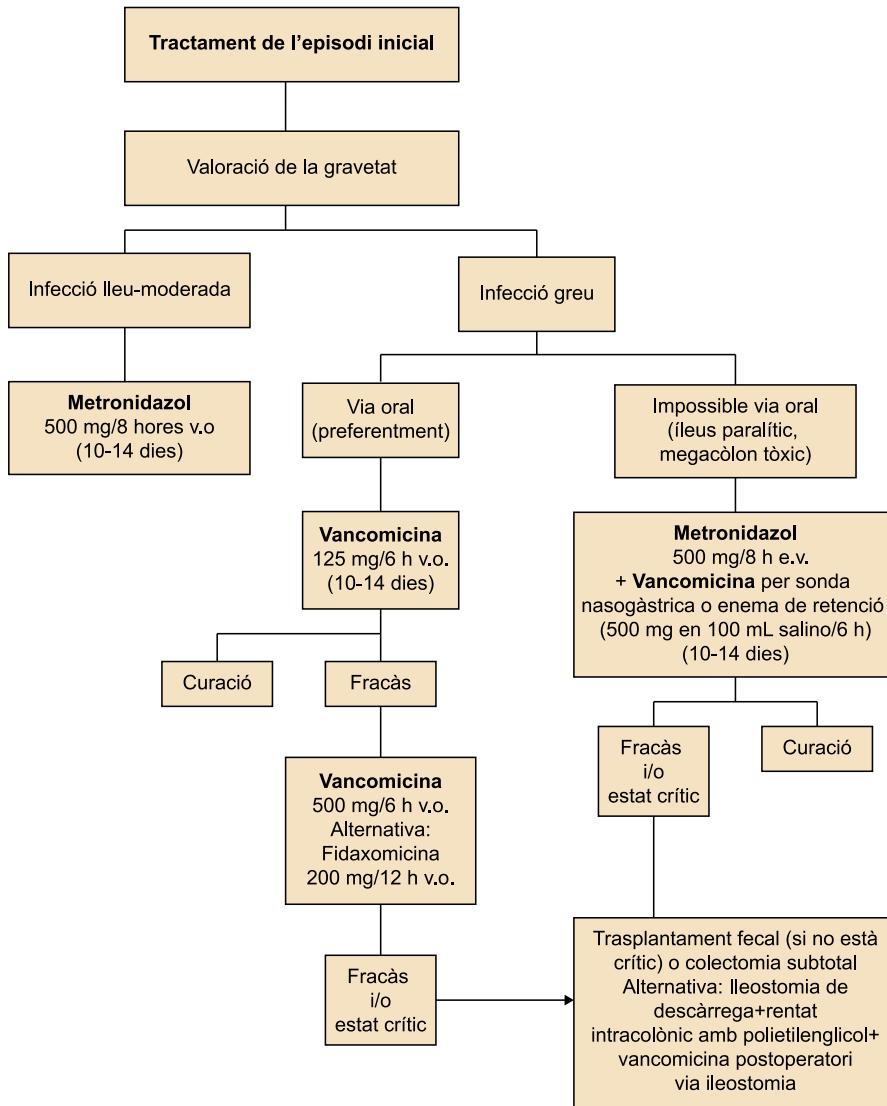 Tractament de l'episodi inicial
Valoració de la gravetat
Infecció lleu-moderada
Infecció greu
Metronidazol
500 mg/8 hores v.o
(10-14 dies)
Via oral
(preferentment)
Impossible via oral
(íleus paralític,
megacòlon tòxic)
Vancomicina
125 mg/6 h v.o.
(10-14 dies)
Metronidazol
500 mg/8 h e.v.
+ Vancomicina per sonda
nasogàstrica o enema de retenció
(500 mg en 100 mL salino/6 h)
(10-14 dies)
Curació
Fracàs
Fracàs
i/o
estat crític
Curació
Vancomicina
500 mg/6 h v.o.
Alternativa:
Fidaxomicina
200 mg/12 h v.o.
Fracàs
i/o
estat crític
Trasplantament fecal (si no està
crític) o colectomia subtotal
Alternativa: Ileostomia de
descàrrega+rentat
intracolònic amb polietilenglicol+
vancomicina postoperatori
via ileostomia